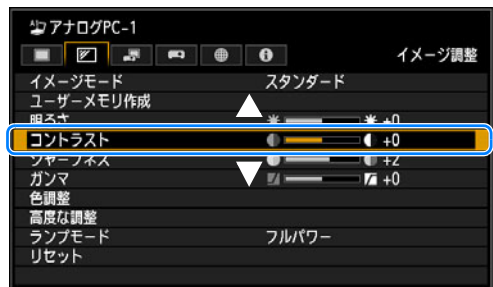 アナログPC-1
イメージ調整
イメージモード スタンダード
ユーザーメモリ作成
明るさ +0
コントラスト +0
シャープネス +2
ガンマ +0
色調整
高度な調整
ランプモード フルパワー
リセット